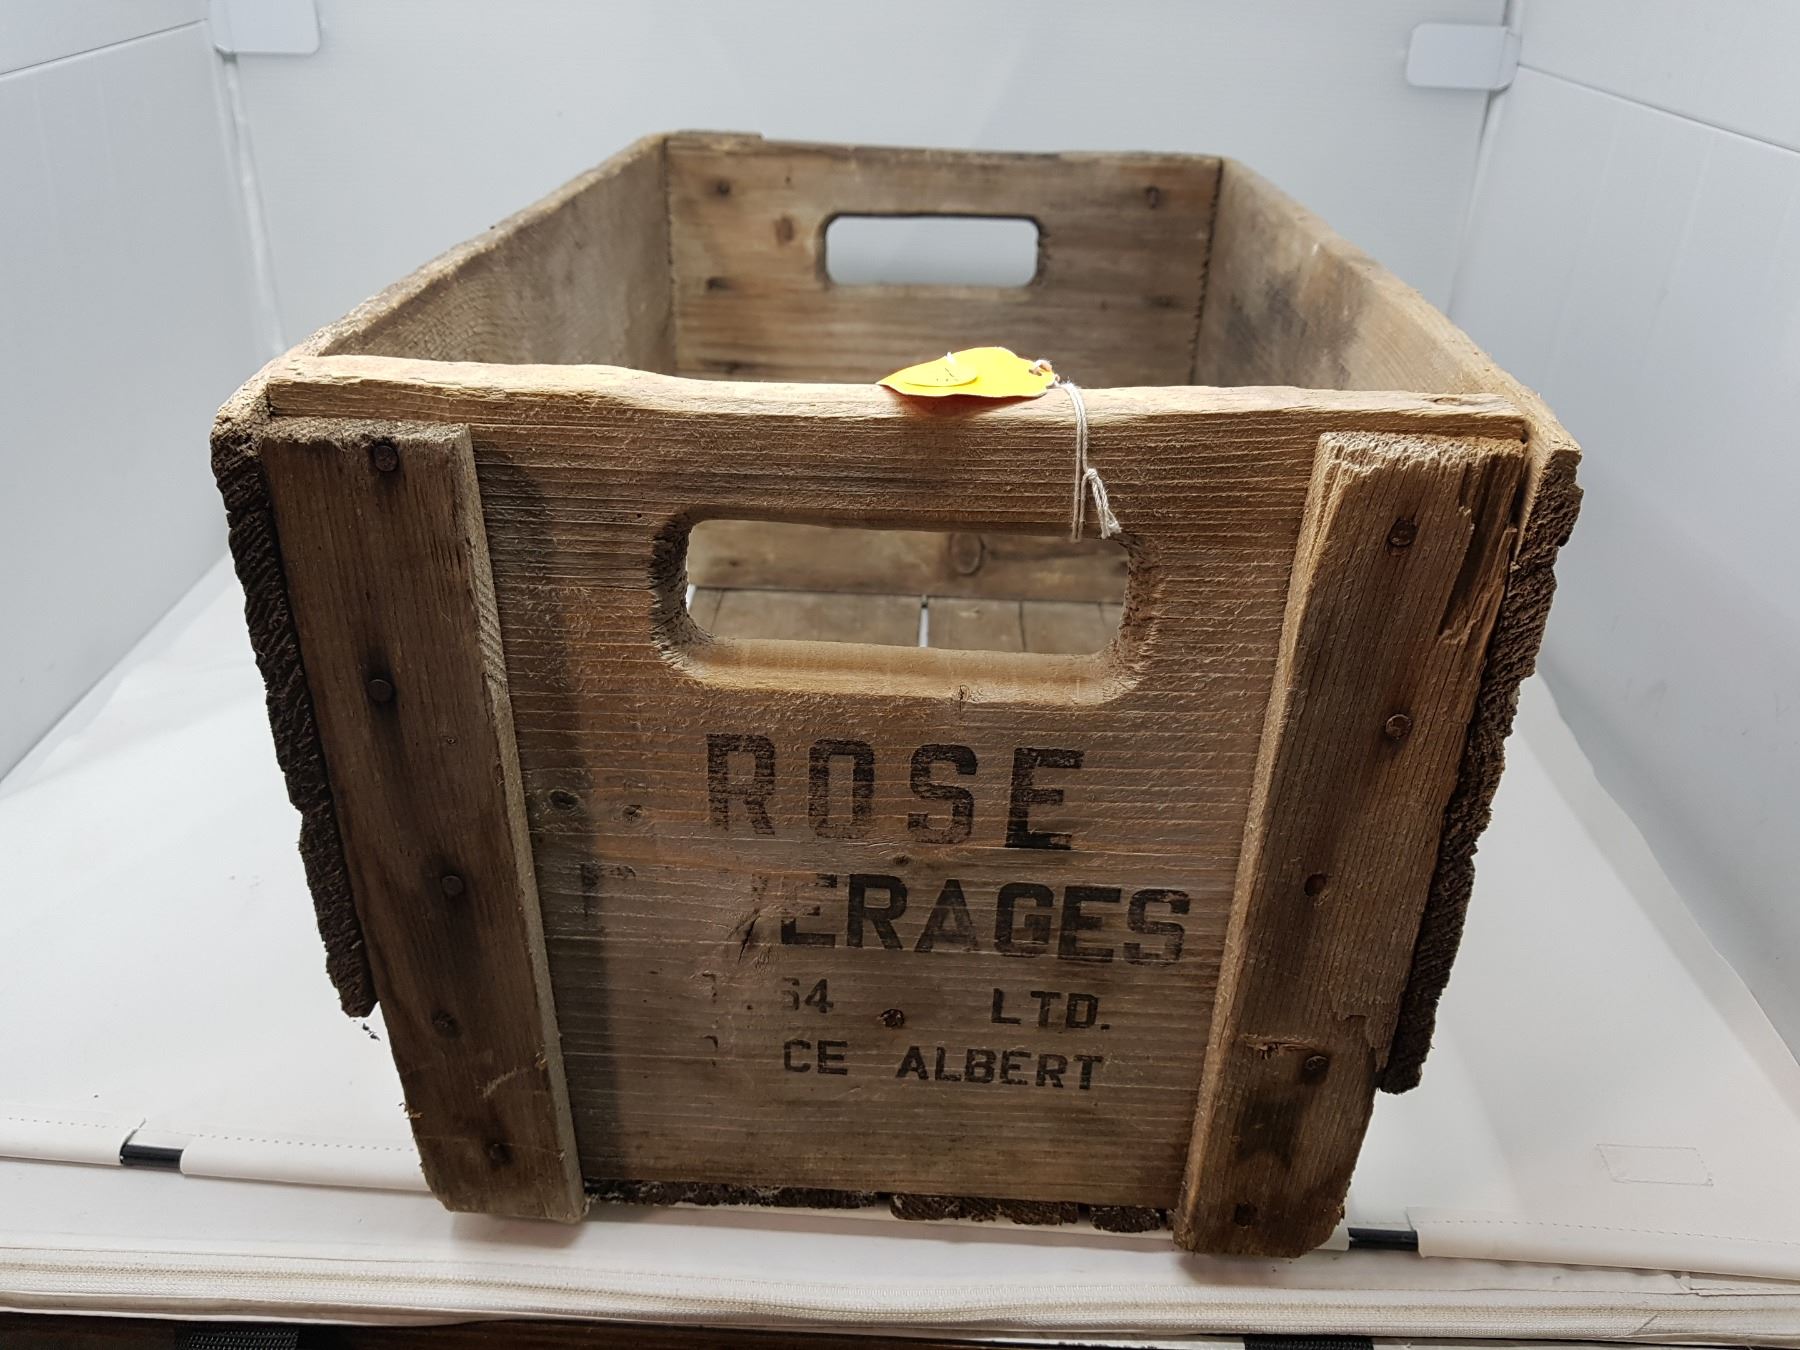 ROSE
ERAGES
64 LTD.
CE ALBERT